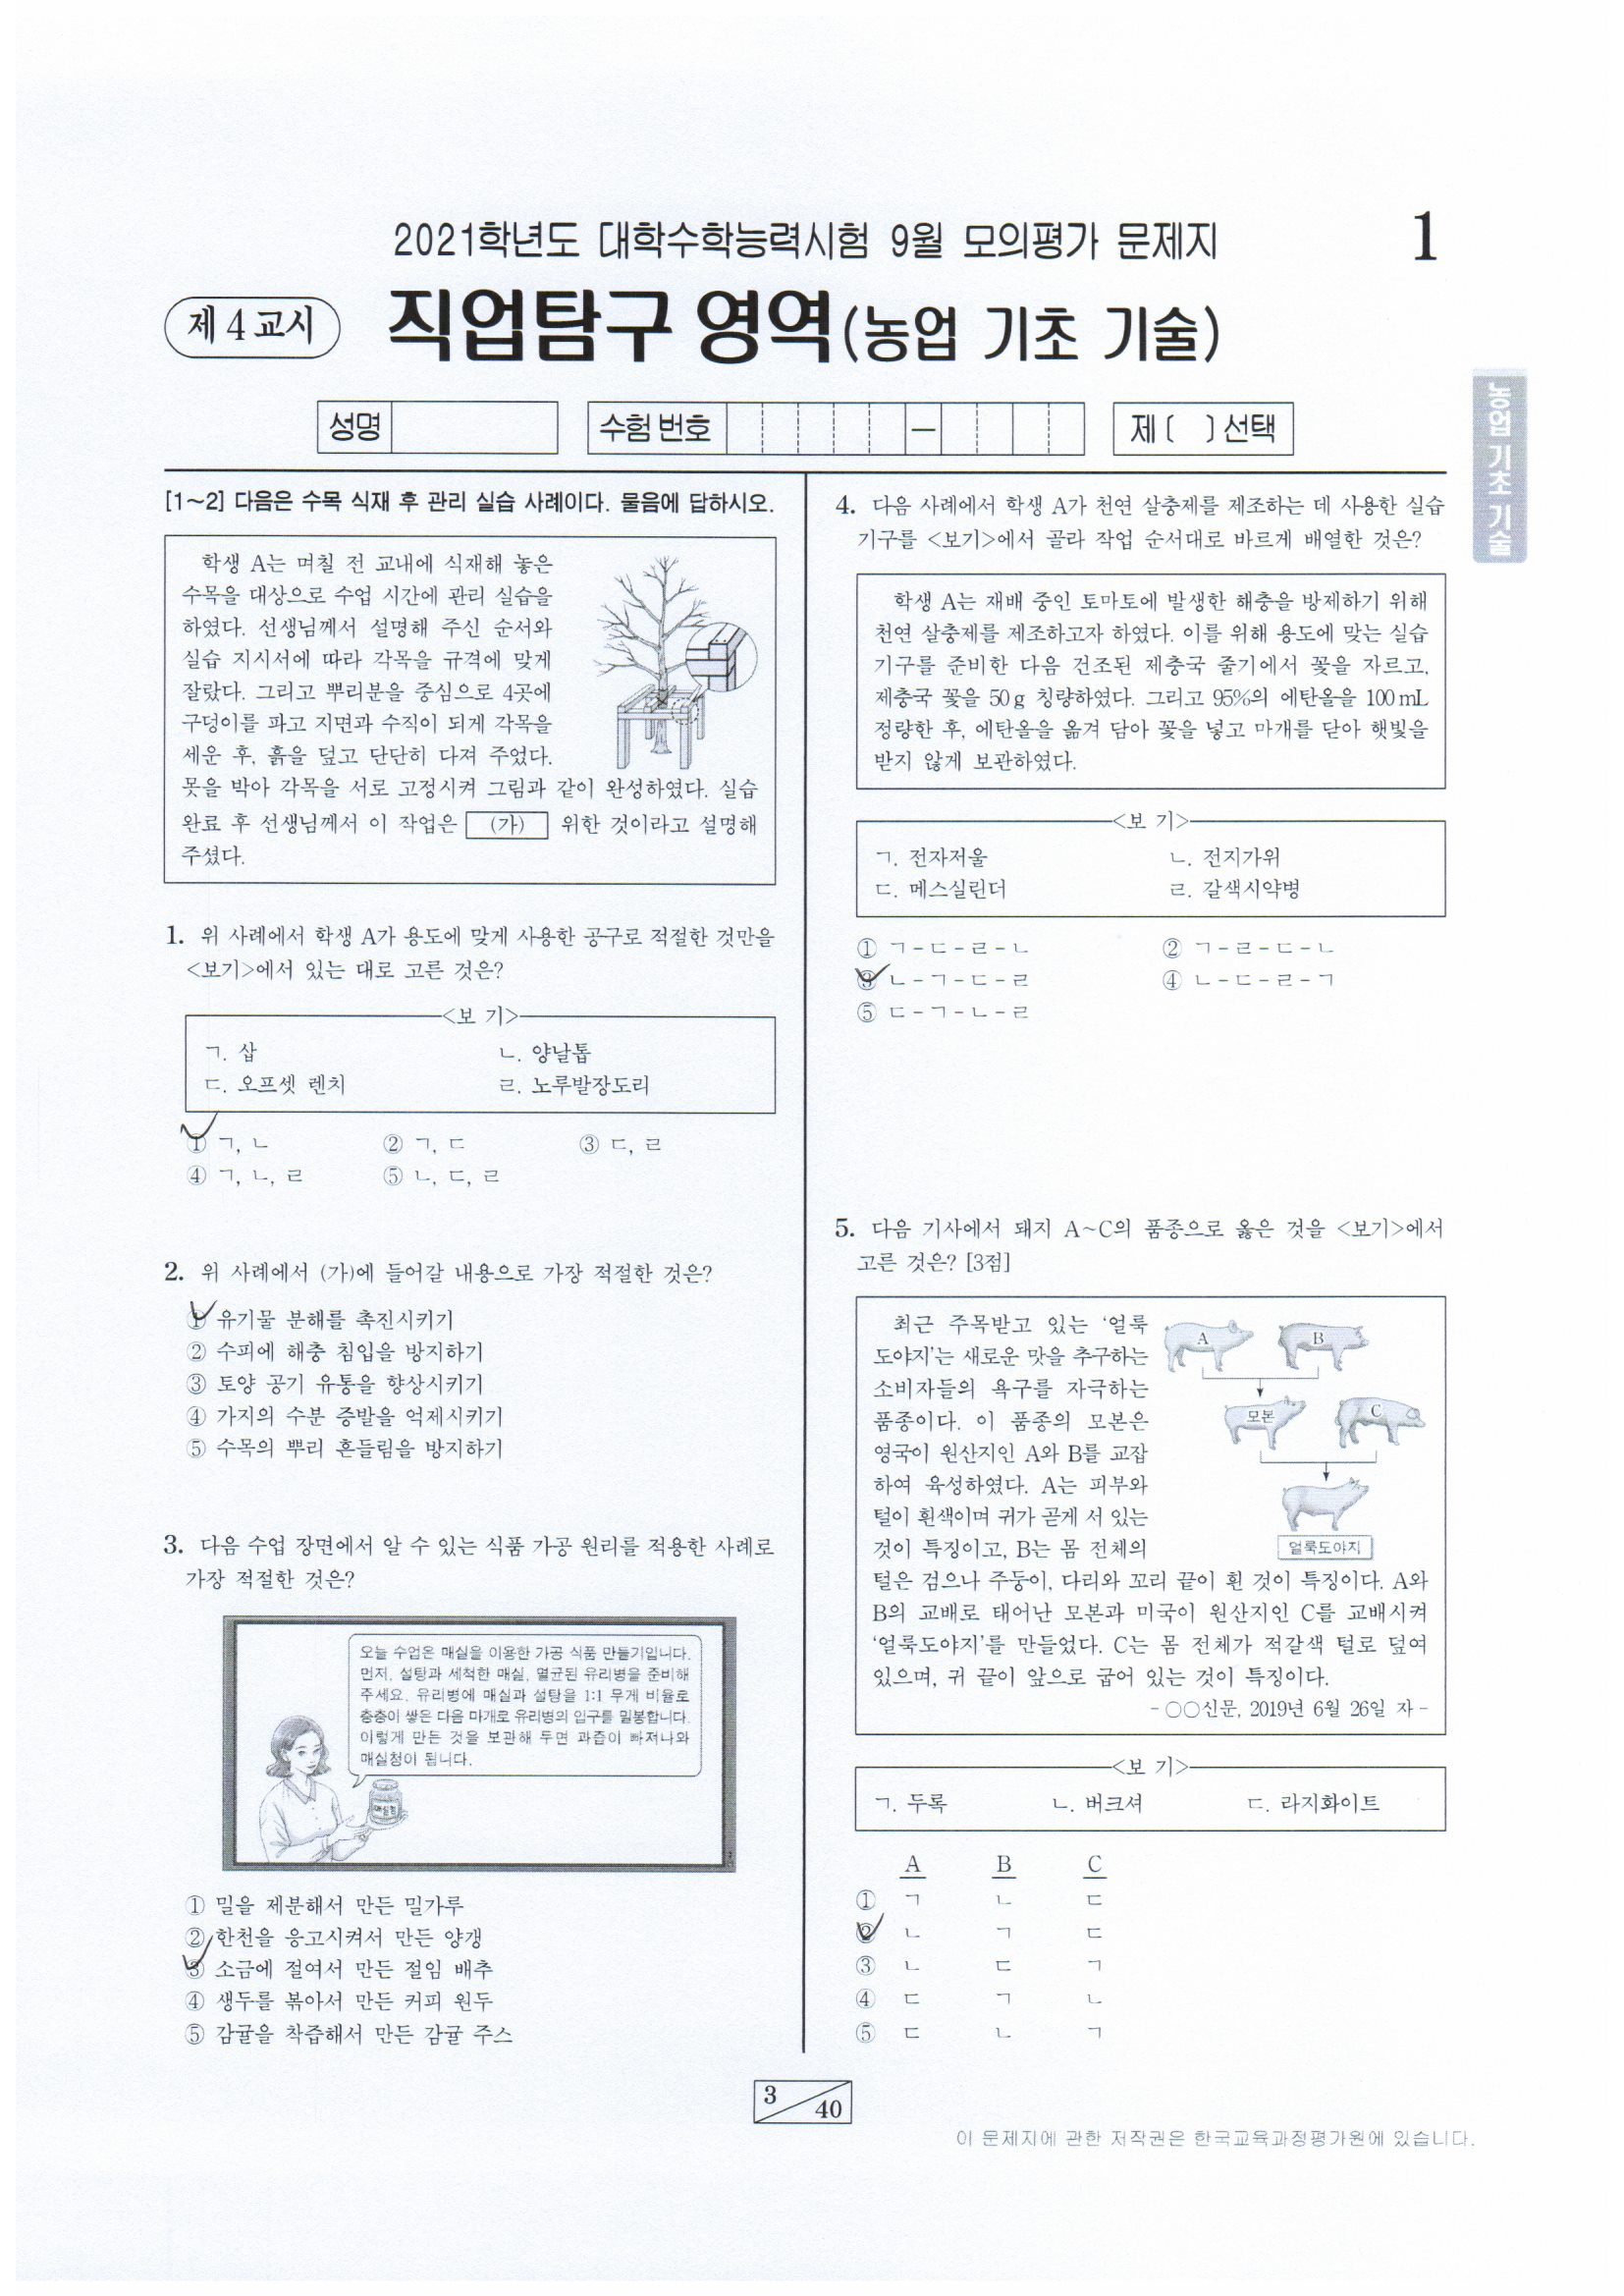 2021학년도 대학수학능력시험 9월 모의평가 문제지
1
제 4 교시
직업탐구 영역(농업 기초 기술)
성명
수험 번호
—
제 [ ] 선택
농업 기초 기술
[1~2] 다음은 수목 식재 후 관리 실습 사례이다. 물음에 답하시오.
학생 A는 며칠 전 교내에 식재해 놓은
수목을 대상으로 수업 시간에 관리 실습을
하였다. 선생님께서 설명해 주신 순서와
실습 지시서에 따라 각목을 규격에 맞게
잘랐다. 그리고 뿌리분을 중심으로 4곳에
구덩이를 파고 지면과 수직이 되게 각목을
세운 후, 흙을 덮고 단단히 다져 주었다.
못을 박아 각목을 서로 고정시켜 그림과 같이 완성하였다. 실습
완료 후 선생님께서 이 작업은 (가) 위한 것이라고 설명해
주셨다.
1. 위 사례에서 학생 A가 용도에 맞게 사용한 공구로 적절한 것만을
<보기>에서 있는 대로 고른 것은?
<보 기>
ㄱ. 삽 ㄴ. 양날톱
ㄷ. 오프셋 렌치 ㄹ. 노루발장도리
① ㄱ, ㄴ ② ㄱ, ㄷ ③ ㄷ, ㄹ
④ ㄱ, ㄴ, ㄹ ⑤ ㄴ, ㄷ, ㄹ
2. 위 사례에서 (가)에 들어갈 내용으로 가장 적절한 것은?
① 유기물 분해를 촉진시키기
② 수피에 해충 침입을 방지하기
③ 토양 공기 유통을 향상시키기
④ 가지의 수분 증발을 억제시키기
⑤ 수목의 뿌리 흔들림을 방지하기
3. 다음 수업 장면에서 알 수 있는 식품 가공 원리를 적용한 사례로
가장 적절한 것은?
오늘 수업은 매실을 이용한 가공 식품 만들기입니다.
먼저, 설탕과 세척한 매실, 멸균된 유리병을 준비해
주세요. 유리병에 매실과 설탕을 1:1 무게 비율로
층층이 쌓은 다음 마개로 유리병의 입구를 밀봉합니다.
이렇게 만든 것을 보관해 두면 과즙이 빠져나와
매실청이 됩니다.
매실청
① 밀을 제분해서 만든 밀가루
② 한천을 응고시켜서 만든 양갱
③ 소금에 절여서 만든 절임 배추
④ 생두를 볶아서 만든 커피 원두
⑤ 감귤을 착즙해서 만든 감귤 주스
4. 다음 사례에서 학생 A가 천연 살충제를 제조하는 데 사용한 실습
기구를 <보기>에서 골라 작업 순서대로 바르게 배열한 것은?
학생 A는 재배 중인 토마토에 발생한 해충을 방제하기 위해
천연 살충제를 제조하고자 하였다. 이를 위해 용도에 맞는 실습
기구를 준비한 다음 건조된 제충국 줄기에서 꽃을 자르고,
제충국 꽃을 50 g 칭량하였다. 그리고 95%의 에탄올을 100 mL
정량한 후, 에탄올을 옮겨 담아 꽃을 넣고 마개를 닫아 햇빛을
받지 않게 보관하였다.
<보 기>
ㄱ. 전자저울 ㄴ. 전지가위
ㄷ. 메스실린더 ㄹ. 갈색시약병
① ㄱ-ㄷ-ㄹ-ㄴ ② ㄱ-ㄹ-ㄷ-ㄴ
③ ㄴ-ㄱ-ㄷ-ㄹ ④ ㄴ-ㄷ-ㄹ-ㄱ
⑤ ㄷ-ㄱ-ㄴ-ㄹ
5. 다음 기사에서 돼지 A~C의 품종으로 옳은 것을 <보기>에서
고른 것은? [3점]
최근 주목받고 있는 ‘얼룩
도야지’는 새로운 맛을 추구하는
소비자들의 욕구를 자극하는
품종이다. 이 품종의 모본은
영국이 원산지인 A와 B를 교잡
하여 육성하였다. A는 피부와
털이 흰색이며 귀가 곧게 서 있는
것이 특징이고, B는 몸 전체의
털은 검으나 주둥이, 다리와 꼬리 끝이 흰 것이 특징이다. A와
B의 교배로 태어난 모본과 미국이 원산지인 C를 교배시켜
‘얼룩도야지’를 만들었다. C는 몸 전체가 적갈색 털로 덮여
있으며, 귀 끝이 앞으로 굽어 있는 것이 특징이다.
- ○○신문, 2019년 6월 26일 자 -
A B
모본 C
얼룩도야지
<보 기>
ㄱ. 두록 ㄴ. 버크셔 ㄷ. 라지화이트
A B C
① ㄱ ㄴ ㄷ
② ㄴ ㄱ ㄷ
③ ㄴ ㄷ ㄱ
④ ㄷ ㄱ ㄴ
⑤ ㄷ ㄴ ㄱ
3 40
이 문제지에 관한 저작권은 한국교육과정평가원에 있습니다.